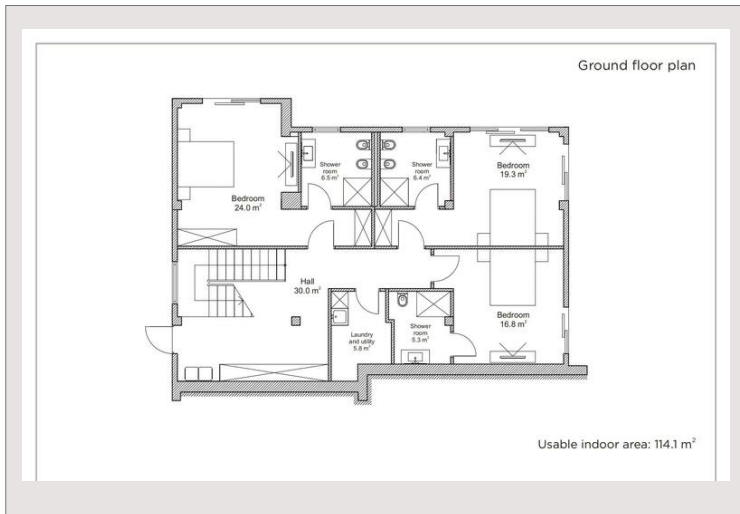 Ground floor plan
Shower
room
6.5 m²
Shower
room
6.4 m²
Bedroom
19.3 m²
Bedroom
24.0 m²
Hall
30.0 m²
Bedroom
16.8 m²
Laundry
and utility
5.8 m²
Shower
room
5.3 m²
Usable indoor area: 114.1 m²